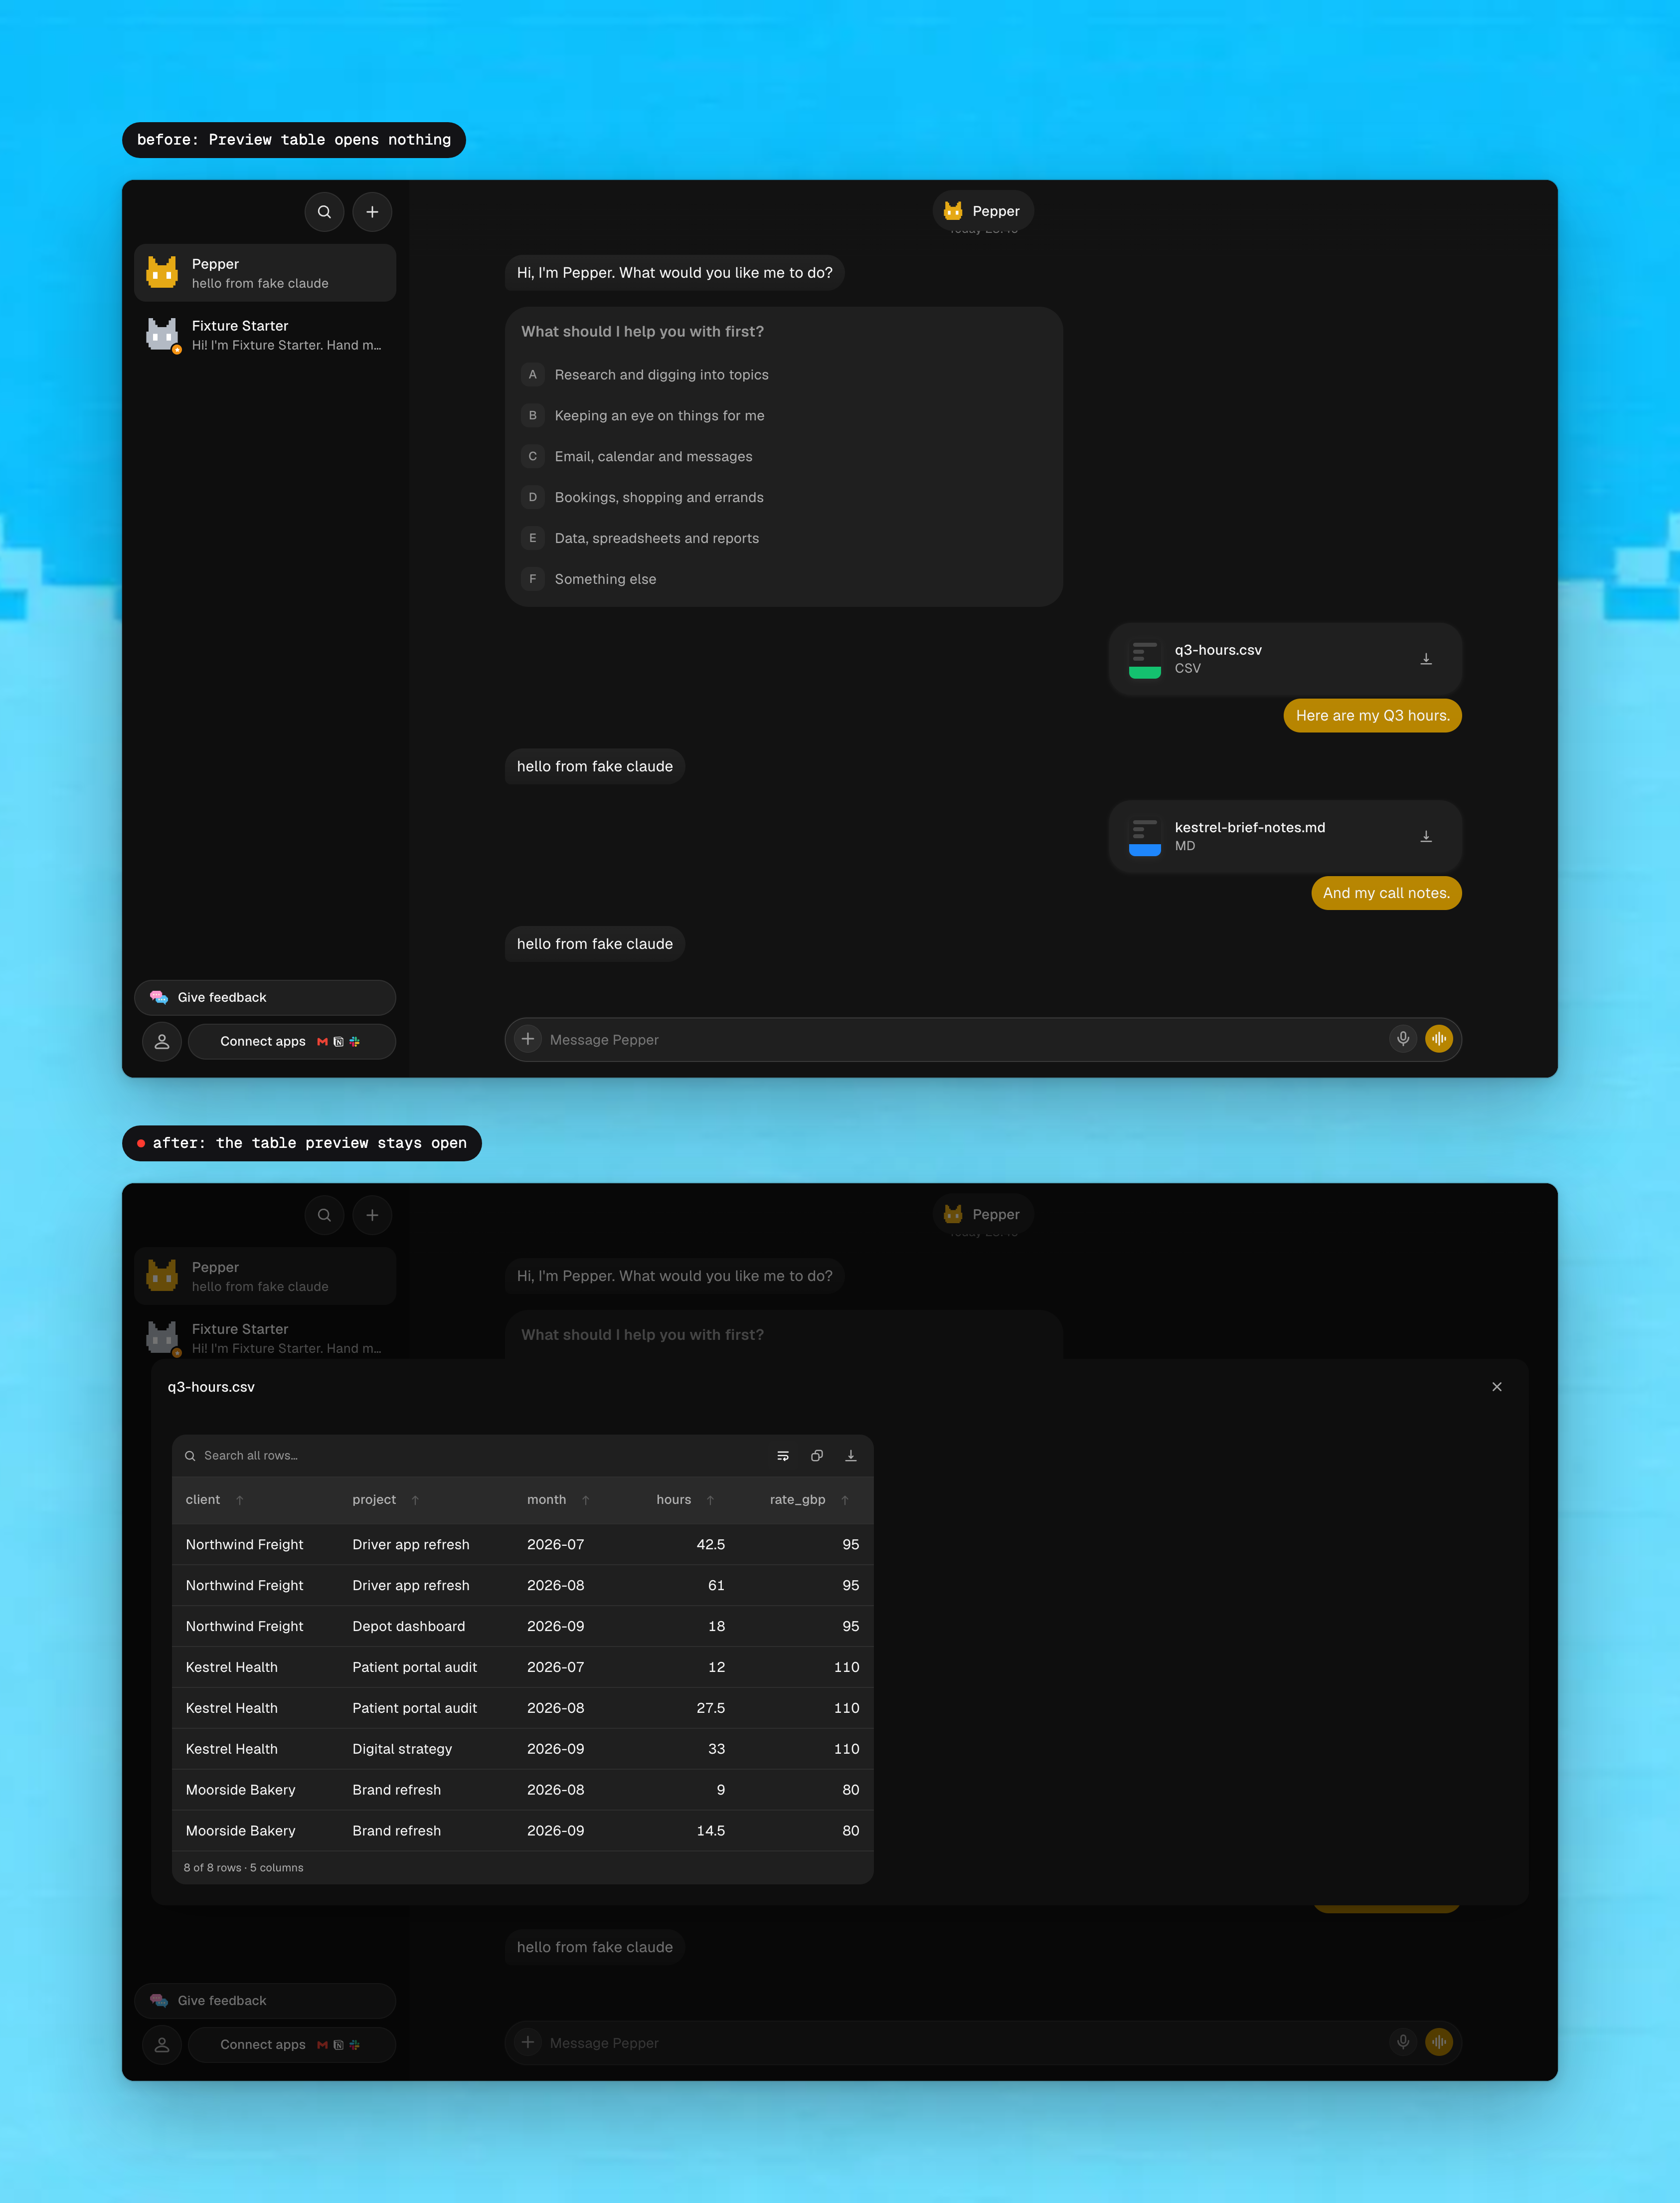 before: Preview table opens nothing
Pepper
Pepper
hello from fake claude
Fixture Starter
Hi! I'm Fixture Starter. Hand m...
Hi, I'm Pepper. What would you like me to do?
What should I help you with first?
A Research and digging into topics
B Keeping an eye on things for me
C Email, calendar and messages
D Bookings, shopping and errands
E Data, spreadsheets and reports
F Something else
q3-hours.csv
CSV
Here are my Q3 hours.
hello from fake claude
kestrel-brief-notes.md
MD
And my call notes.
hello from fake claude
Give feedback
Connect apps
Message Pepper
after: the table preview stays open
Pepper
Pepper
hello from fake claude
Fixture Starter
Hi! I'm Fixture Starter. Hand m...
Hi, I'm Pepper. What would you like me to do?
What should I help you with first?
q3-hours.csv
Search all rows...
client project month hours rate_gbp
Northwind Freight Driver app refresh 2026-07 42.5 95
Northwind Freight Driver app refresh 2026-08 61 95
Northwind Freight Depot dashboard 2026-09 18 95
Kestrel Health Patient portal audit 2026-07 12 110
Kestrel Health Patient portal audit 2026-08 27.5 110
Kestrel Health Digital strategy 2026-09 33 110
Moorside Bakery Brand refresh 2026-08 9 80
Moorside Bakery Brand refresh 2026-09 14.5 80
8 of 8 rows · 5 columns
hello from fake claude
Give feedback
Connect apps
Message Pepper